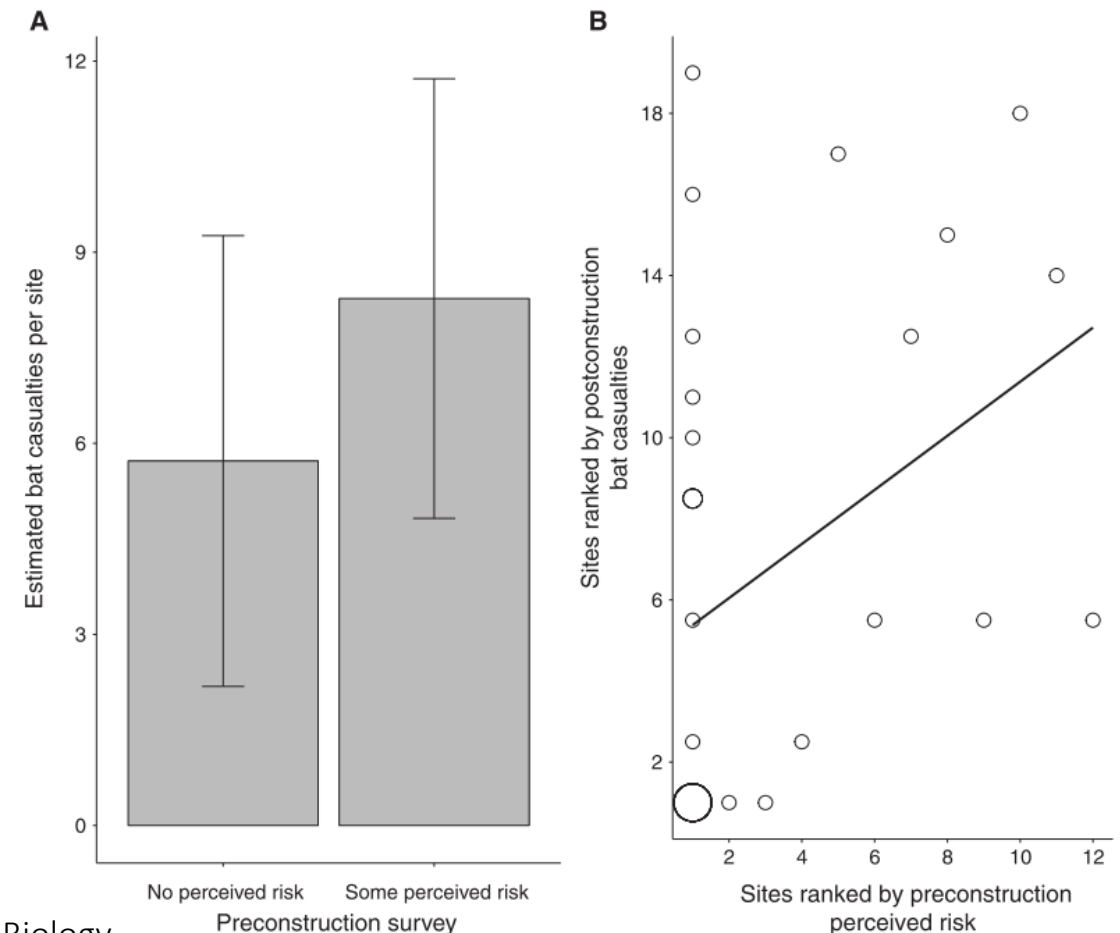 A
12
9
6
3
0
Estimated bat casualties per site
No perceived risk
Some perceived risk
Preconstruction survey
B
18
14
10
6
2
Sites ranked by postconstruction
bat casualties
2
4
6
8
10
12
Sites ranked by preconstruction
perceived risk
Biology